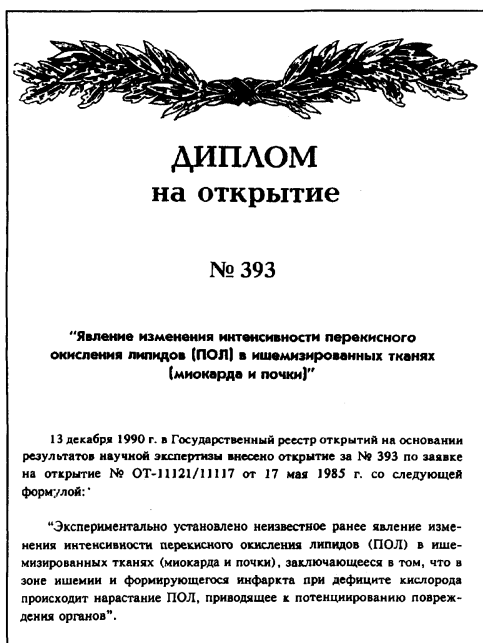 ДИПЛОМ
на открытие
№ 393
"Явление изменения интенсивности перекисного
окисления липидов (ПОЛ) в ишемизированных тканях
(миокарда и почки)"
13 декабря 1990 г. в Государственный реестр открытий на основании
результатов научной экспертизы внесено открытие за № 393 по заявке
на открытие № ОТ-11121/11117 от 17 мая 1985 г. со следующей
формулой:
"Экспериментально установлено неизвестное ранее явление изме-
нения интенсивности перекисного окисления липидов (ПОЛ) в ише-
мизированных тканях (миокарда и почки), заключающееся в том, что в
зоне ишемии и формирующегося инфаркта при дефиците кислорода
происходит нарастание ПОЛ, приводящее к потенциированию повреж-
дения органов".